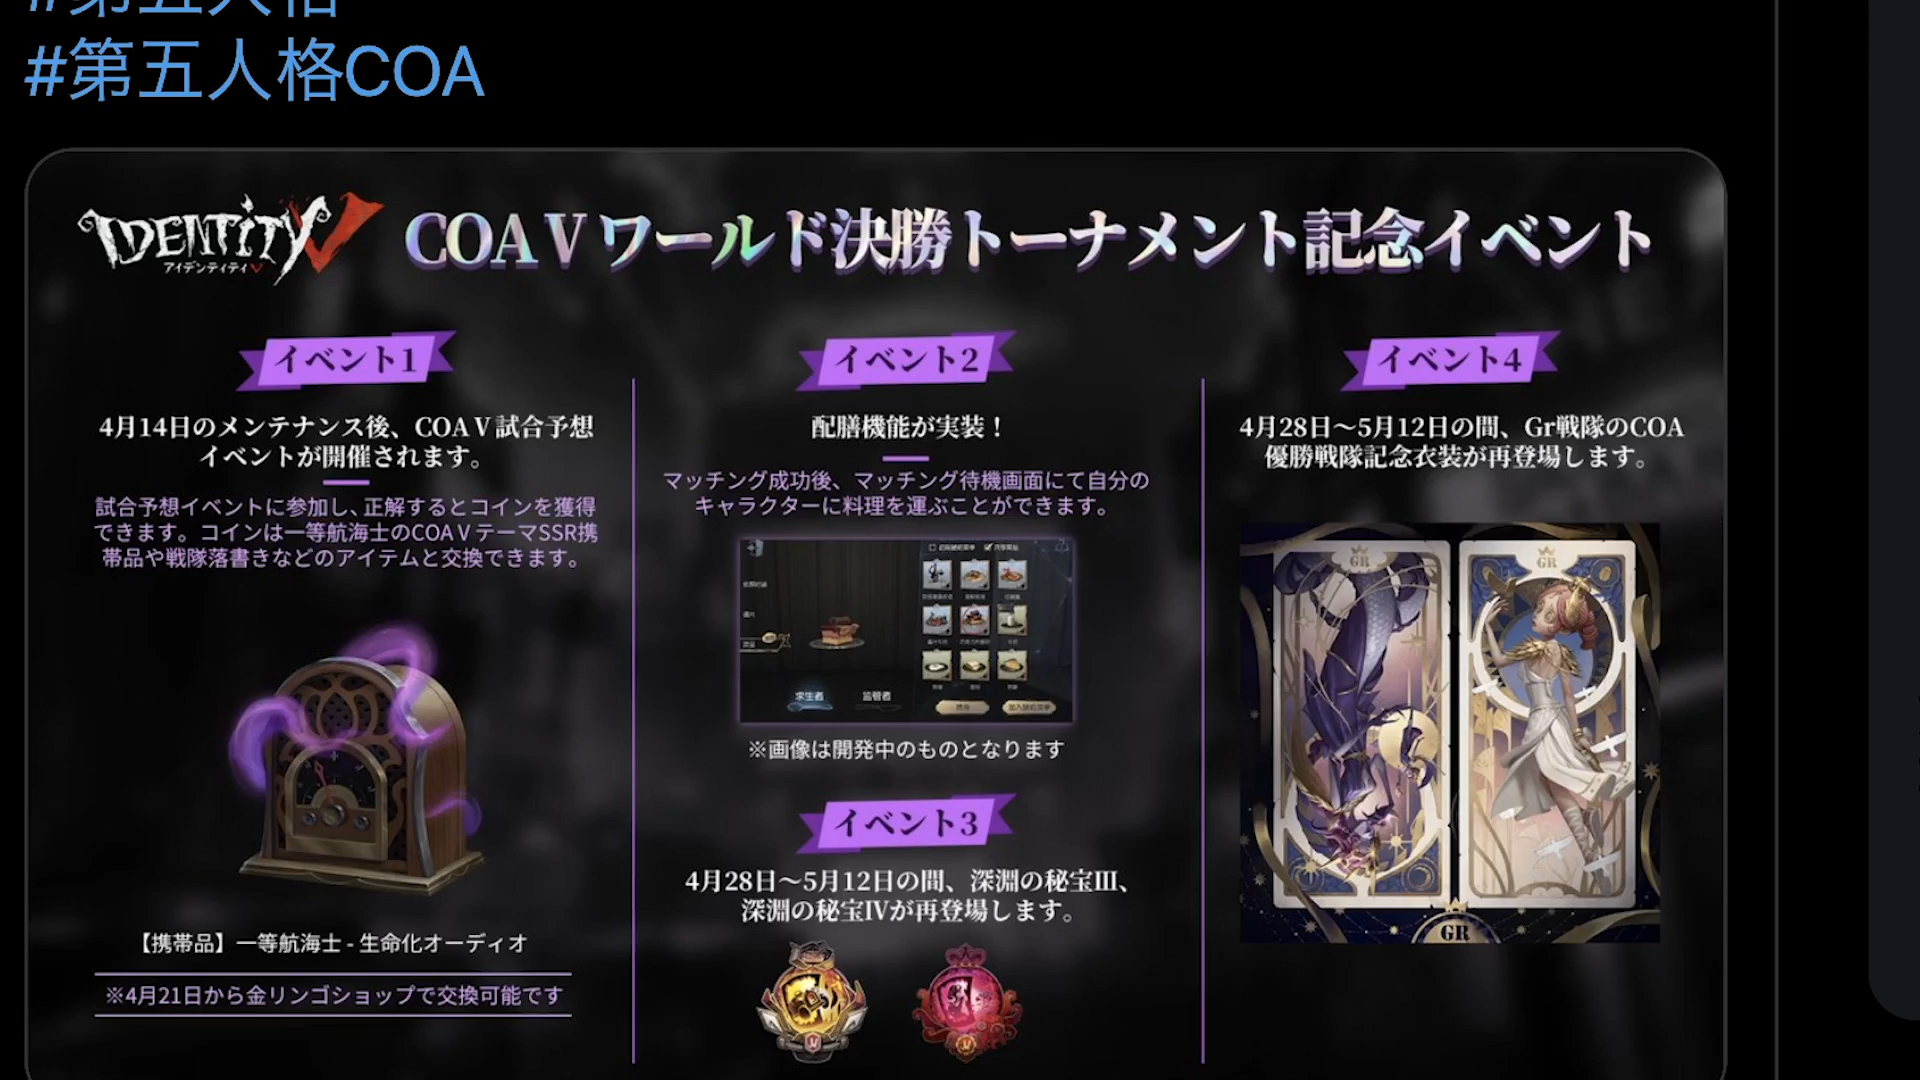 #第五人格
#第五人格COA
IDENTITY V
アイデンティティV
COAⅤワールド決勝トーナメント記念イベント
イベント1
4月14日のメンテナンス後、COAⅤ試合予想
イベントが開催されます。
試合予想イベントに参加し、正解するとコインを獲得
できます。コインは一等航海士のCOAⅤテーマSSR携
帯品や戦隊落書きなどのアイテムと交換できます。
【携帯品】一等航海士 - 生命化オーディオ
※4月21日から金リンゴショップで交換可能です
イベント2
配膳機能が実装！
マッチング成功後、マッチング待機画面にて自分の
キャラクターに料理を運ぶことができます。
求生者
监管者
※画像は開発中のものとなります
イベント3
4月28日～5月12日の間、深淵の秘宝Ⅲ、
深淵の秘宝Ⅳが再登場します。
イベント4
4月28日～5月12日の間、Gr戦隊のCOA
優勝戦隊記念衣装が再登場します。
GR
GR
GR